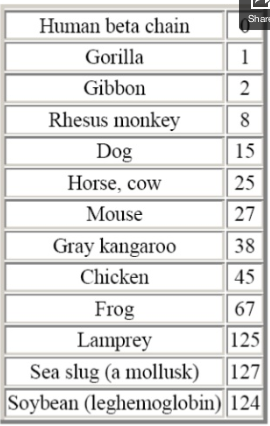 Human beta chain 0
Share
Gorilla 1
Gibbon 2
Rhesus monkey 8
Dog 15
Horse, cow 25
Mouse 27
Gray kangaroo 38
Chicken 45
Frog 67
Lamprey 125
Sea slug (a mollusk) 127
Soybean (leghemoglobin) 124